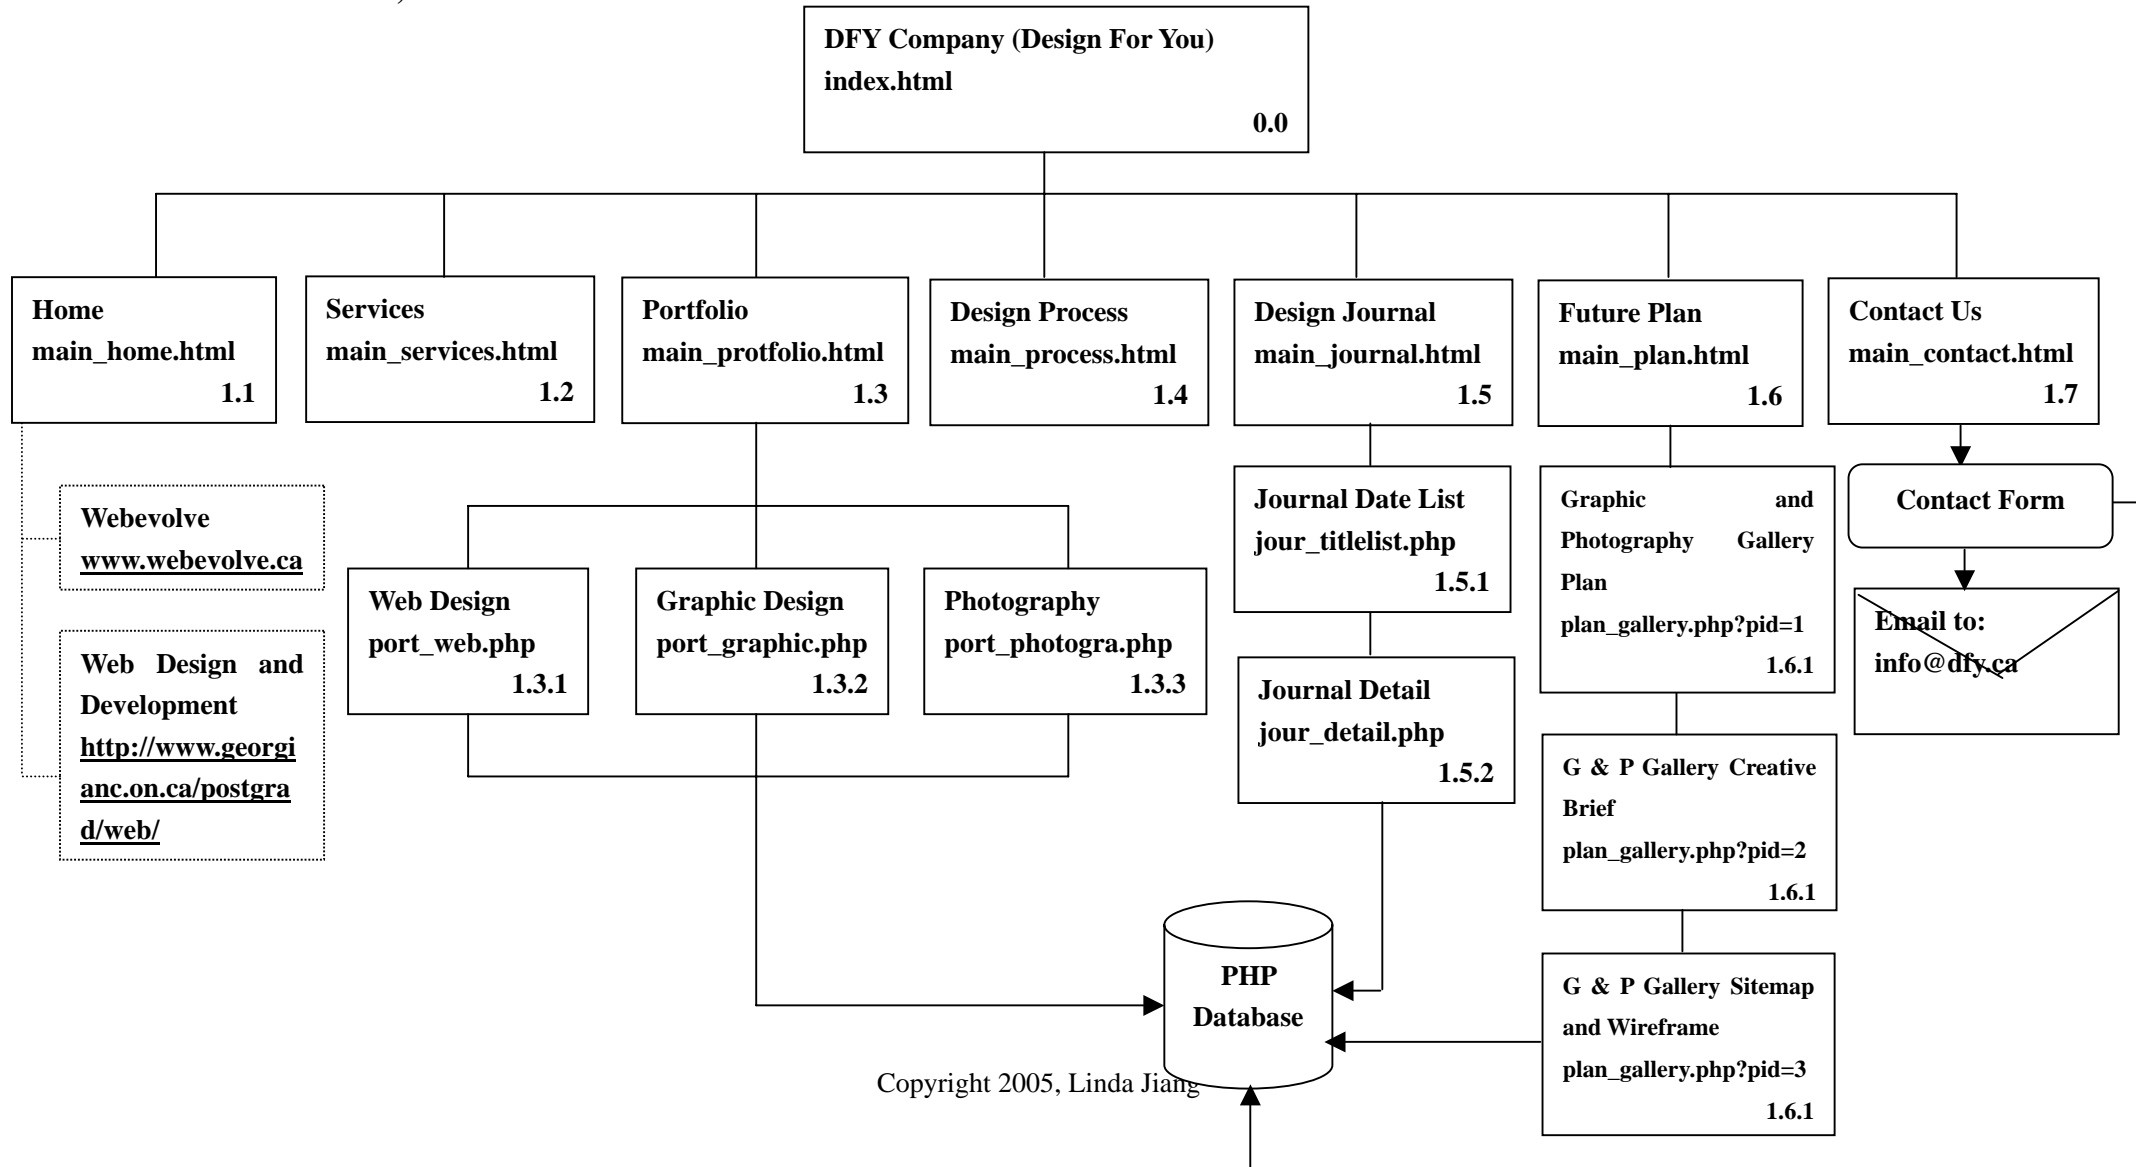 DFY Company (Design For You)
index.html
0.0
Home
main_home.html
1.1
Services
main_services.html
1.2
Portfolio
main_protfolio.html
1.3
Design Process
main_process.html
1.4
Design Journal
main_journal.html
1.5
Future Plan
main_plan.html
1.6
Contact Us
main_contact.html
1.7
Webevolve
www.webevolve.ca
Web Design and
Development
http://www.georgi
anc.on.ca/postgra
d/web/
Web Design
port_web.php
1.3.1
Graphic Design
port_graphic.php
1.3.2
Photography
port_photogra.php
1.3.3
Journal Date List
jour_titlelist.php
1.5.1
Journal Detail
jour_detail.php
1.5.2
Graphic and
Photography Gallery
Plan
plan_gallery.php?pid=1
1.6.1
G & P Gallery Creative
Brief
plan_gallery.php?pid=2
1.6.1
G & P Gallery Sitemap
and Wireframe
plan_gallery.php?pid=3
1.6.1
Contact Form
Email to:
info@dfy.ca
PHP
Database
Copyright 2005, Linda Jiang